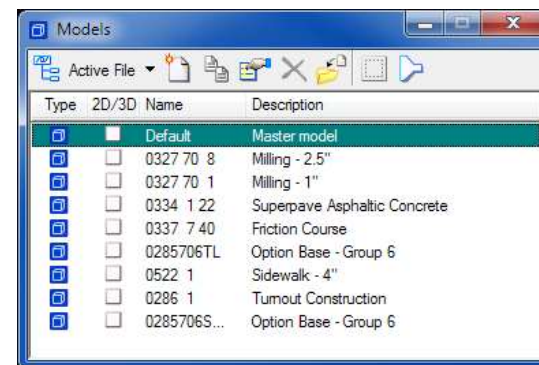 Models
Active File
Type 2D/3D Name Description
Default Master model
0327 70 8 Milling - 2.5"
0327 70 1 Milling - 1"
0334 1 22 Superpave Asphaltic Concrete
0337 7 40 Friction Course
0285706TL Option Base - Group 6
0522 1 Sidewalk - 4"
0286 1 Turnout Construction
0285706S... Option Base - Group 6